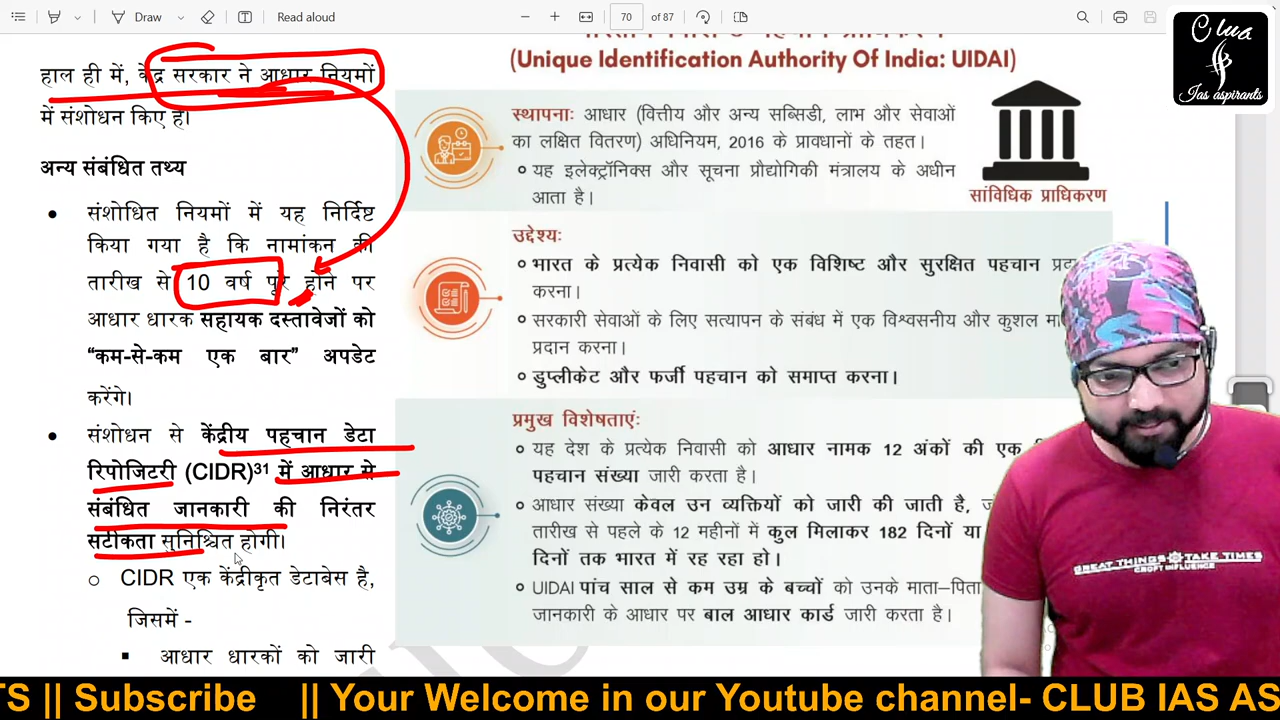 Draw
Read aloud
70 of 87
Clua
Ias aspirants
हाल ही में, केंद्र सरकार ने आधार नियमों
में संशोधन किए हैं।
अन्य संबंधित तथ्य
• संशोधित नियमों में यह निर्दिष्ट
किया गया है कि नामांकन की
तारीख से 10 वर्ष पूरे होने पर
आधार धारक सहायक दस्तावेजों को
“कम-से-कम एक बार” अपडेट
करेंगे।
• संशोधन से केंद्रीय पहचान डेटा
रिपोजिटरी (CIDR)31 में आधार से
संबंधित जानकारी की निरंतर
सटीकता सुनिश्चित होगी।
o CIDR एक केंद्रीकृत डेटाबेस है,
जिसमें -
▪ आधार धारकों को जारी
(Unique Identification Authority Of India: UIDAI)
स्थापनाः आधार (वित्तीय और अन्य सब्सिडी, लाभ और सेवाओं
का लक्षित वितरण) अधिनियम, 2016 के प्रावधानों के तहत।
यह इलेक्ट्रॉनिक्स और सूचना प्रौद्योगिकी मंत्रालय के अधीन
आता है।
सांविधिक प्राधिकरण
उद्देश्यः
भारत के प्रत्येक निवासी को एक विशिष्ट और सुरक्षित पहचान
करना।
सरकारी सेवाओं के लिए सत्यापन के संबंध में एक विश्वसनीय और कुशल
प्रदान करना।
डुप्लीकेट और फर्जी पहचान को समाप्त करना।
प्रमुख विशेषताएंः
यह देश के प्रत्येक निवासी को आधार नामक 12 अंकों की एक
पहचान संख्या जारी करता है।
आधार संख्या केवल उन व्यक्तियों को जारी की जाती है,
तारीख से पहले के 12 महीनों में कुल मिलाकर 182 दिनों या
दिनों तक भारत में रह रहा हो।
UIDAI पांच साल से कम उम्र के बच्चों को उनके माता–पिता
जानकारी के आधार पर बाल आधार कार्ड जारी करता है।
GREAT THINGS TAKE TIMES
CROFT INFLUENCE
TS || Subscribe || Your Welcome in our Youtube channel- CLUB IAS AS